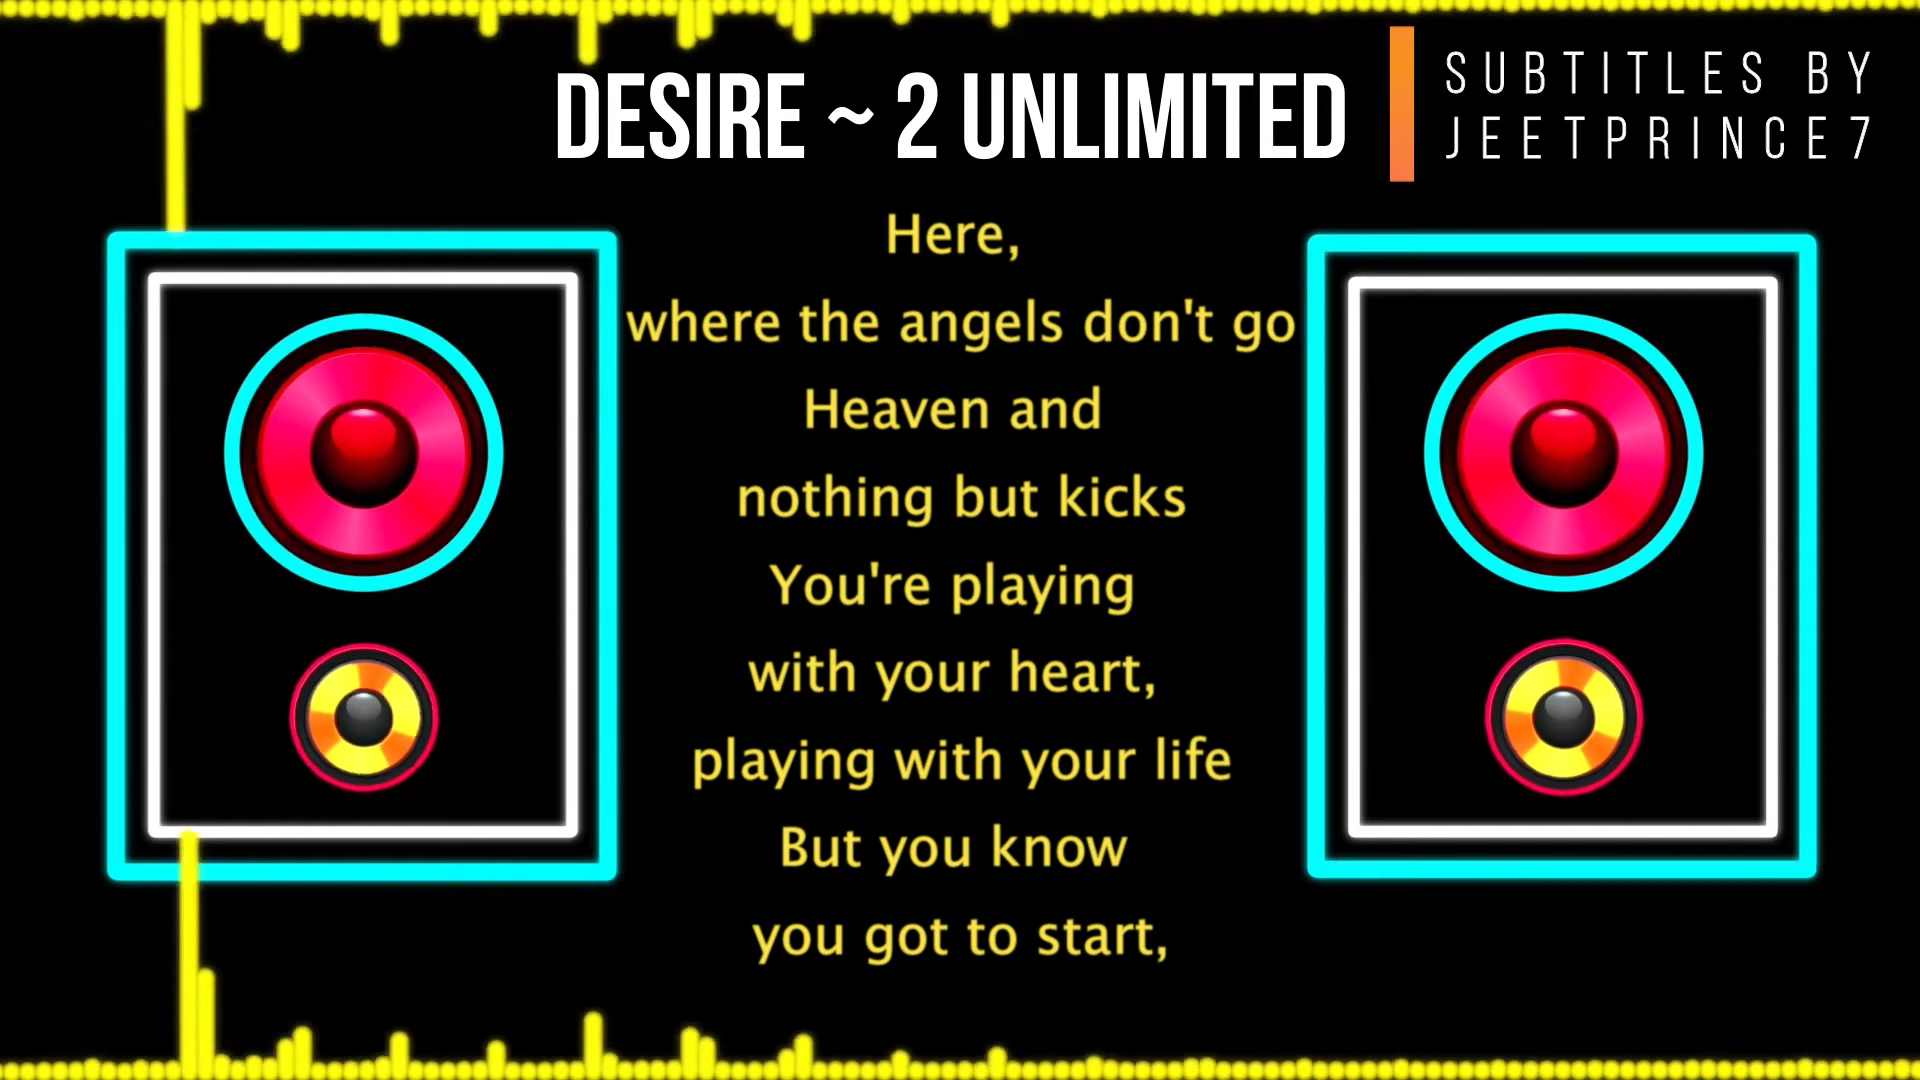 DESIRE ~ 2 UNLIMITED
SUBTITLES BY
JEETPRINCE7
Here,
where the angels don't go
Heaven and
nothing but kicks
You're playing
with your heart,
playing with your life
But you know
you got to start,